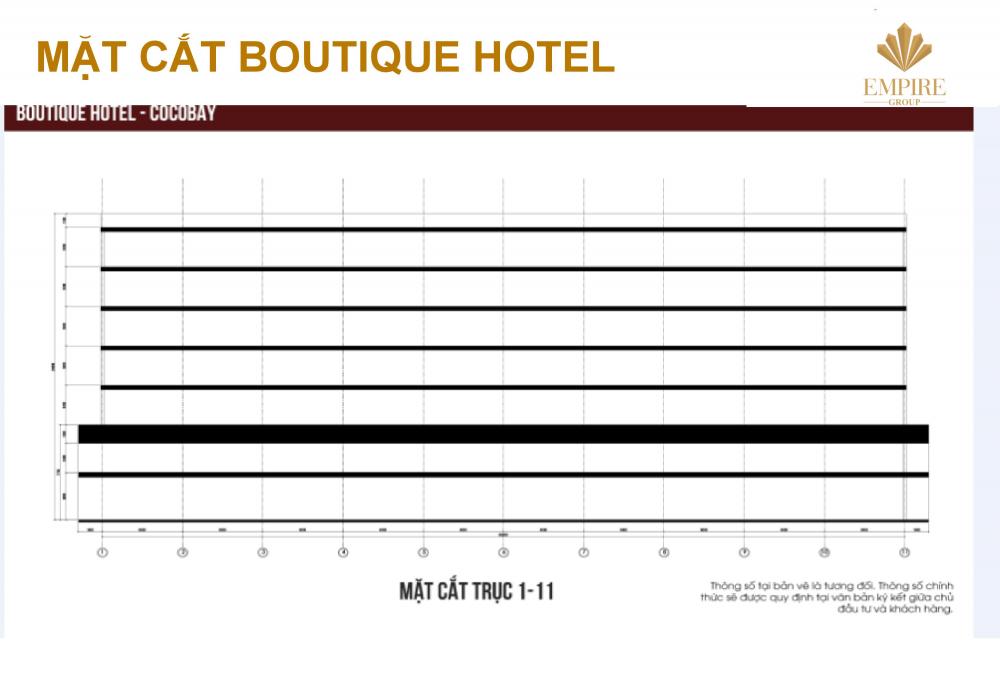 MẶT CẮT BOUTIQUE HOTEL
EMPIRE
GROUP
BOUTIQUE HOTEL - COCOBAY
1 2 3 4 5 6 7 8 9 10 11
MẶT CẮT TRỤC 1-11
Thông số tại bản vẽ là tương đối. Thông số chính
thức sẽ được quy định tại văn bản ký kết giữa chủ
đầu tư và khách hàng.